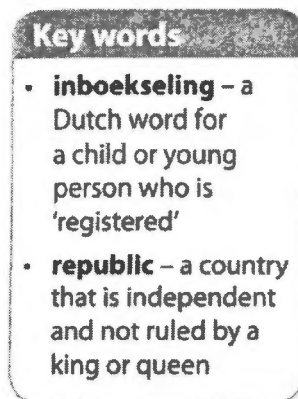 Key words
• inboekseling – a
Dutch word for
a child or young
person who is
'registered'
• republic – a country
that is independent
and not ruled by a
king or queen